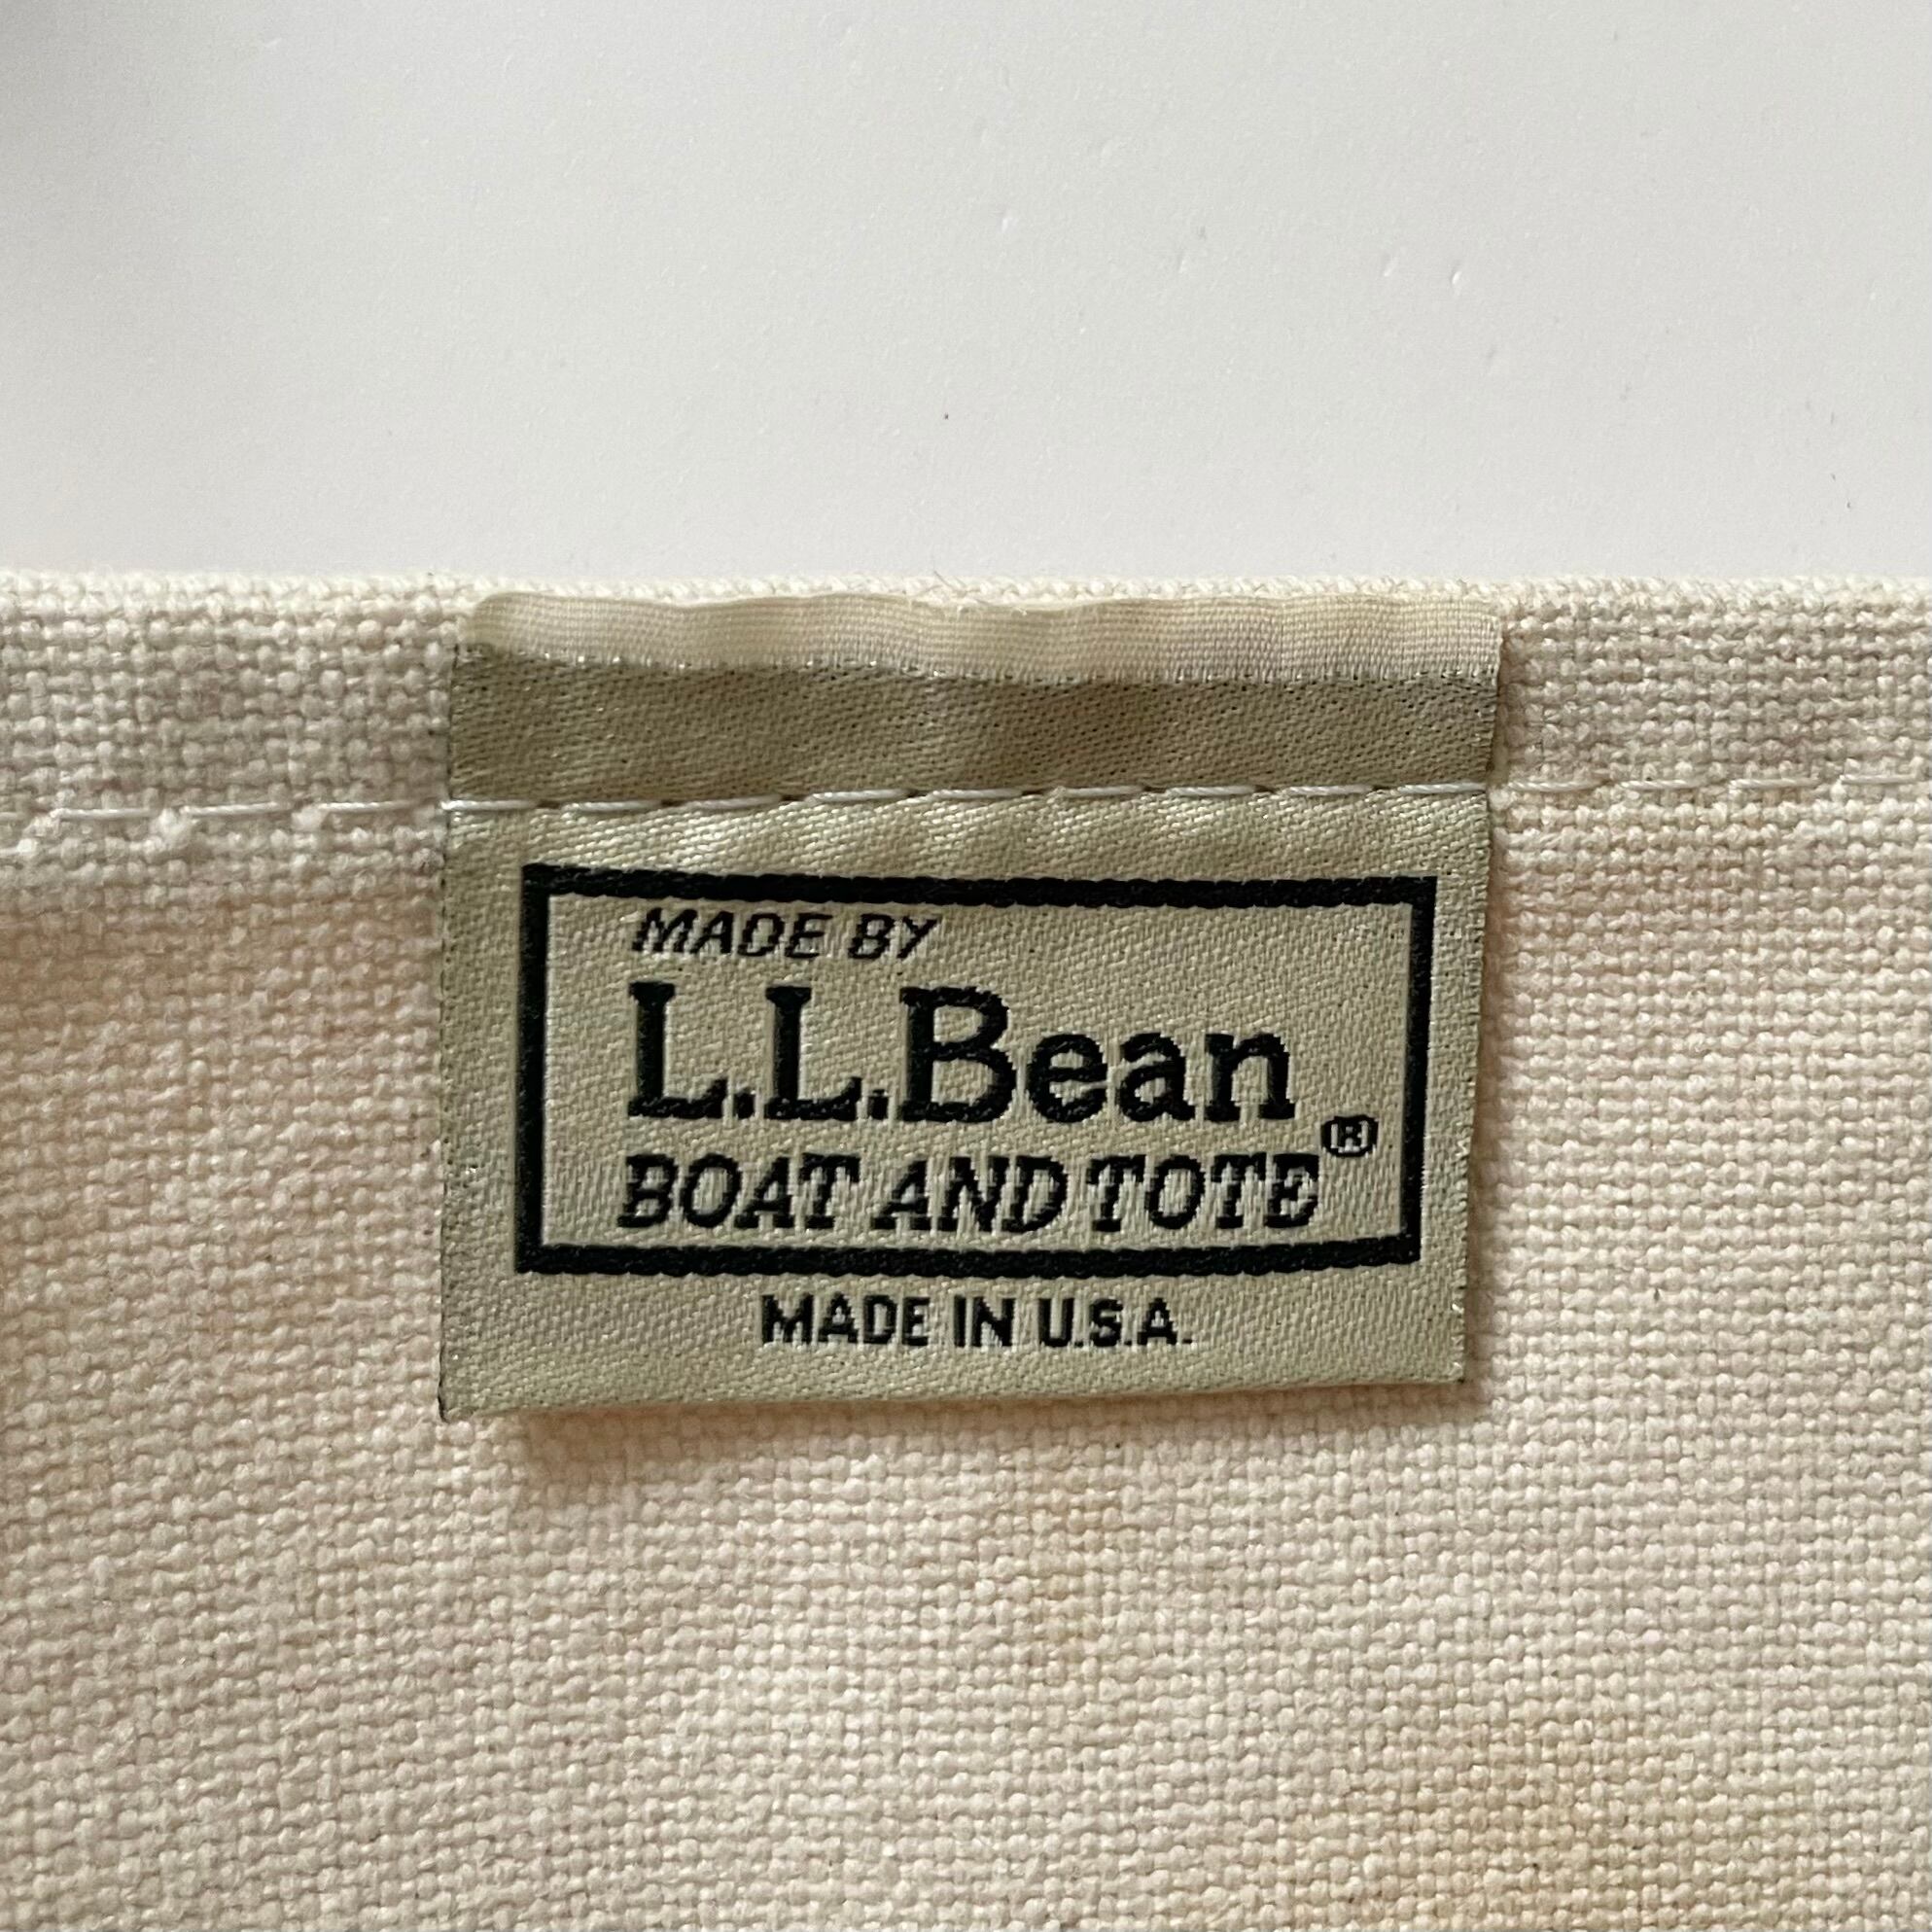 MADE BY
L.L.Bean
BOAT AND TOTE®
MADE IN U.S.A.